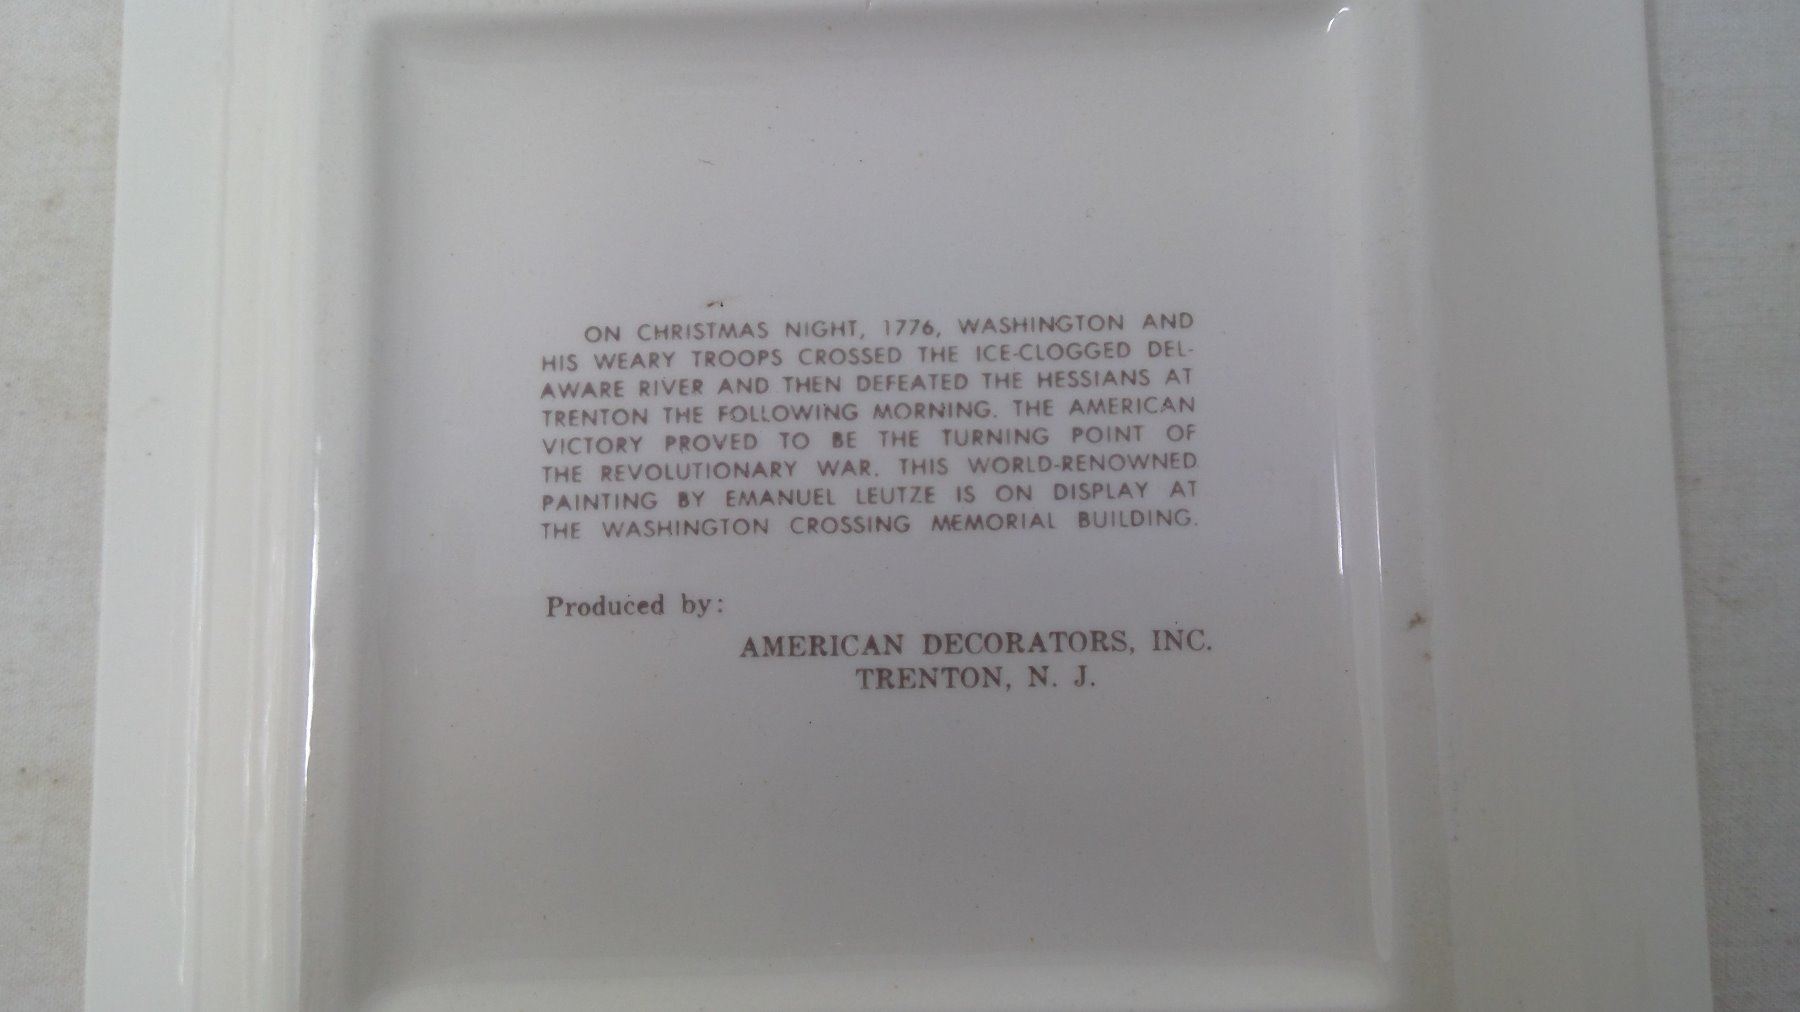 ON CHRISTMAS NIGHT, 1776, WASHINGTON AND
HIS WEARY TROOPS CROSSED THE ICE-CLOGGED DEL-
AWARE RIVER AND THEN DEFEATED THE HESSIANS AT
TRENTON THE FOLLOWING MORNING. THE AMERICAN
VICTORY PROVED TO BE THE TURNING POINT OF
THE REVOLUTIONARY WAR. THIS WORLD-RENOWNED
PAINTING BY EMANUEL LEUTZE IS ON DISPLAY AT
THE WASHINGTON CROSSING MEMORIAL BUILDING.
Produced by:
AMERICAN DECORATORS, INC.
TRENTON, N. J.